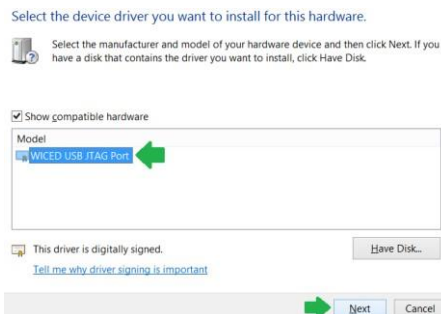 Select the device driver you want to install for this hardware.
Select the manufacturer and model of your hardware device and then click Next. If you
have a disk that contains the driver you want to install, click Have Disk.
Show compatible hardware
Model
WICED USB JTAG Port
This driver is digitally signed.
Have Disk...
Tell me why driver signing is important
Next
Cancel